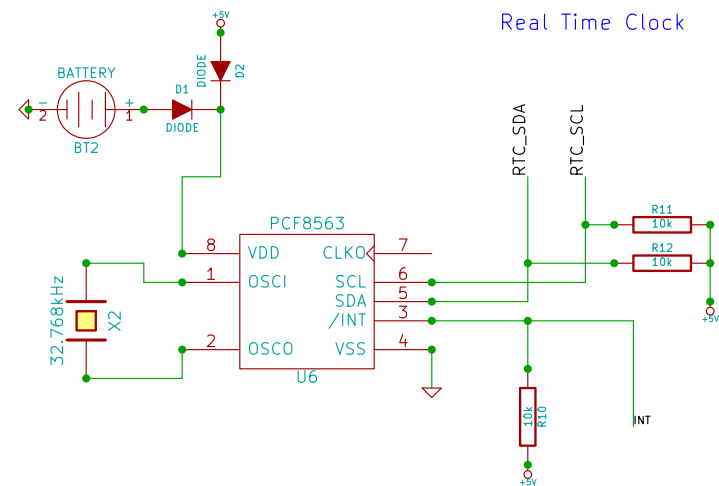 Real Time Clock
+5V
BATTERY
DIODE
D2
D1
- +
2 1
DIODE
BT2
RTC_SDA
RTC_SCL
R11
10k
R12
10k
+5V
PCF8563
8 VDD CLKO 7
1 OSCI SCL 6
SDA 5
/INT 3
2 OSCO VSS 4
U6
32.768kHz
X2
10k
R10
INT
+5V